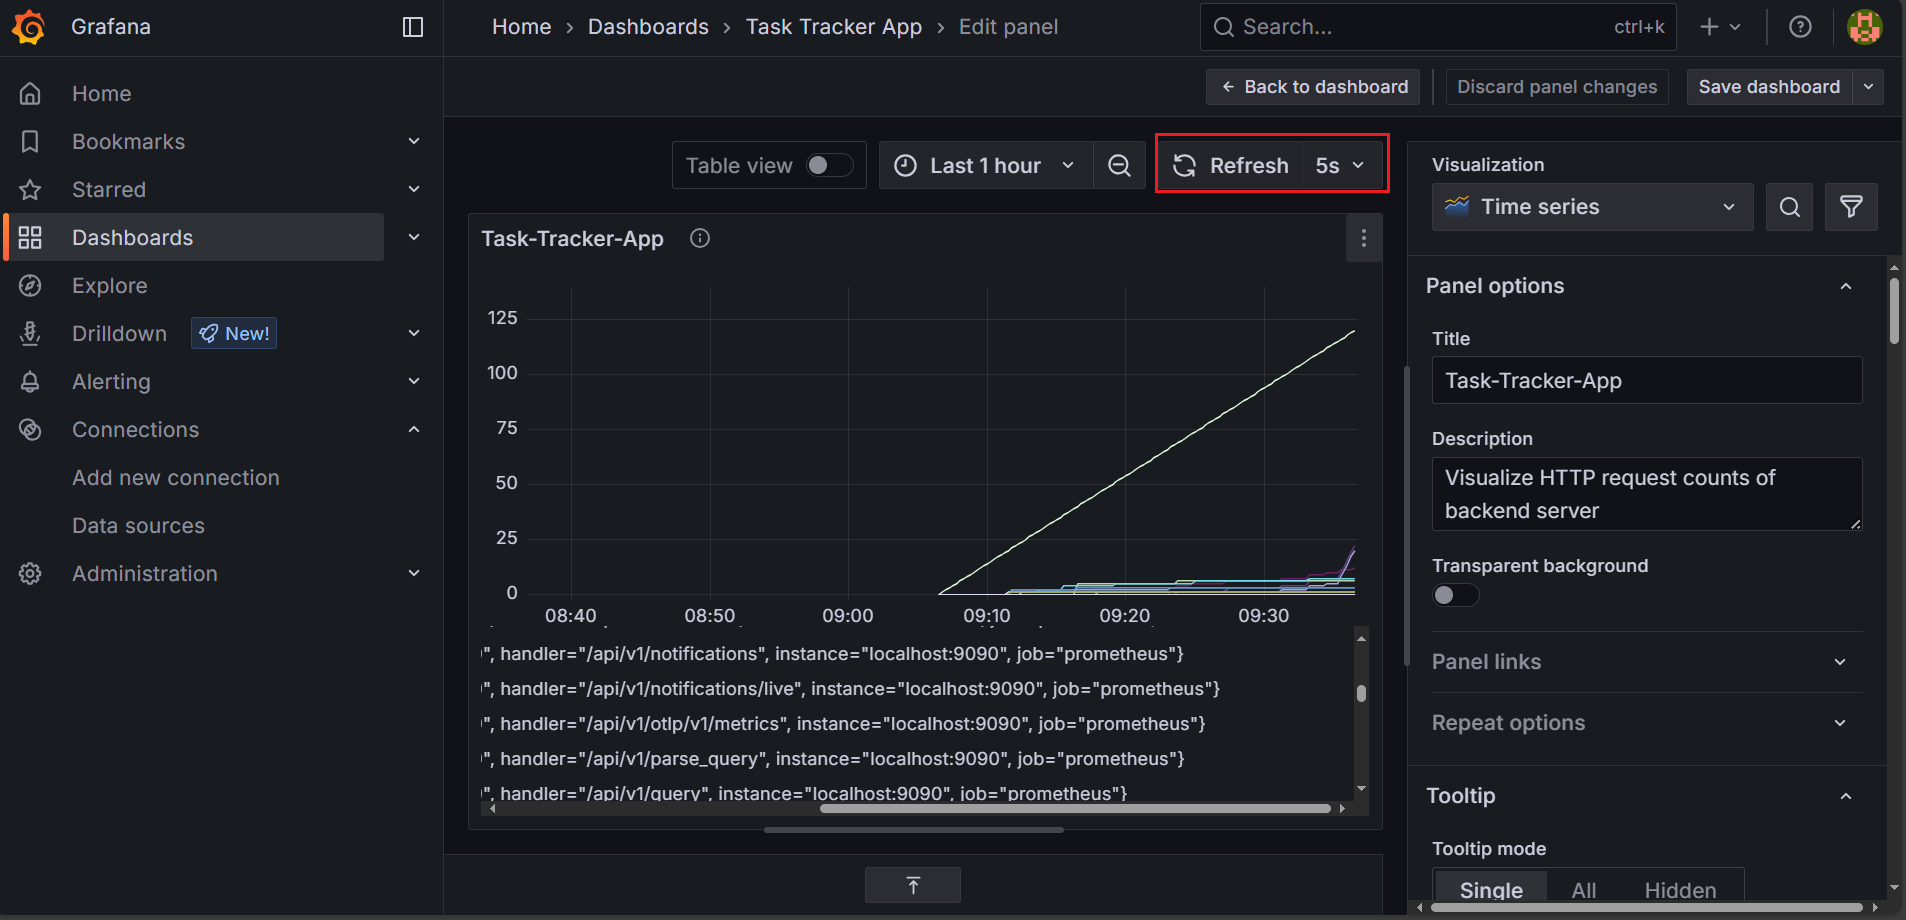 Grafana
Home › Dashboards › Task Tracker App › Edit panel
Search...
ctrl+k
Back to dashboard
Discard panel changes
Save dashboard
Home
Bookmarks
Starred
Dashboards
Explore
Drilldown
New!
Alerting
Connections
Add new connection
Data sources
Administration
Table view
Last 1 hour
Refresh
5s
Task-Tracker-App
125
100
75
50
25
0
08:40
08:50
09:00
09:10
09:20
09:30
", handler="/api/v1/notifications", instance="localhost:9090", job="prometheus"}
", handler="/api/v1/notifications/live", instance="localhost:9090", job="prometheus"}
", handler="/api/v1/otlp/v1/metrics", instance="localhost:9090", job="prometheus"}
", handler="/api/v1/parse_query", instance="localhost:9090", job="prometheus"}
", handler="/api/v1/query", instance="localhost:9090", job="prometheus"}
Visualization
Time series
Panel options
Title
Task-Tracker-App
Description
Visualize HTTP request counts of
backend server
Transparent background
Panel links
Repeat options
Tooltip
Tooltip mode
Single
All
Hidden